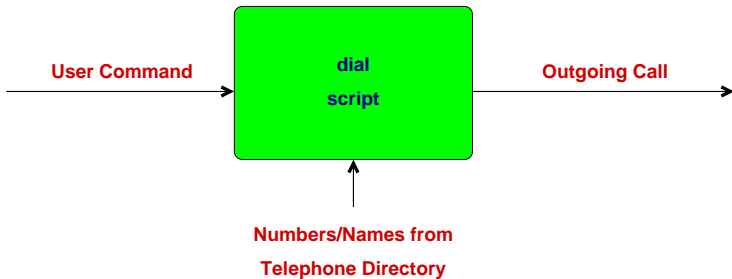 User Command
dial
script
Outgoing Call
Numbers/Names from
Telephone Directory